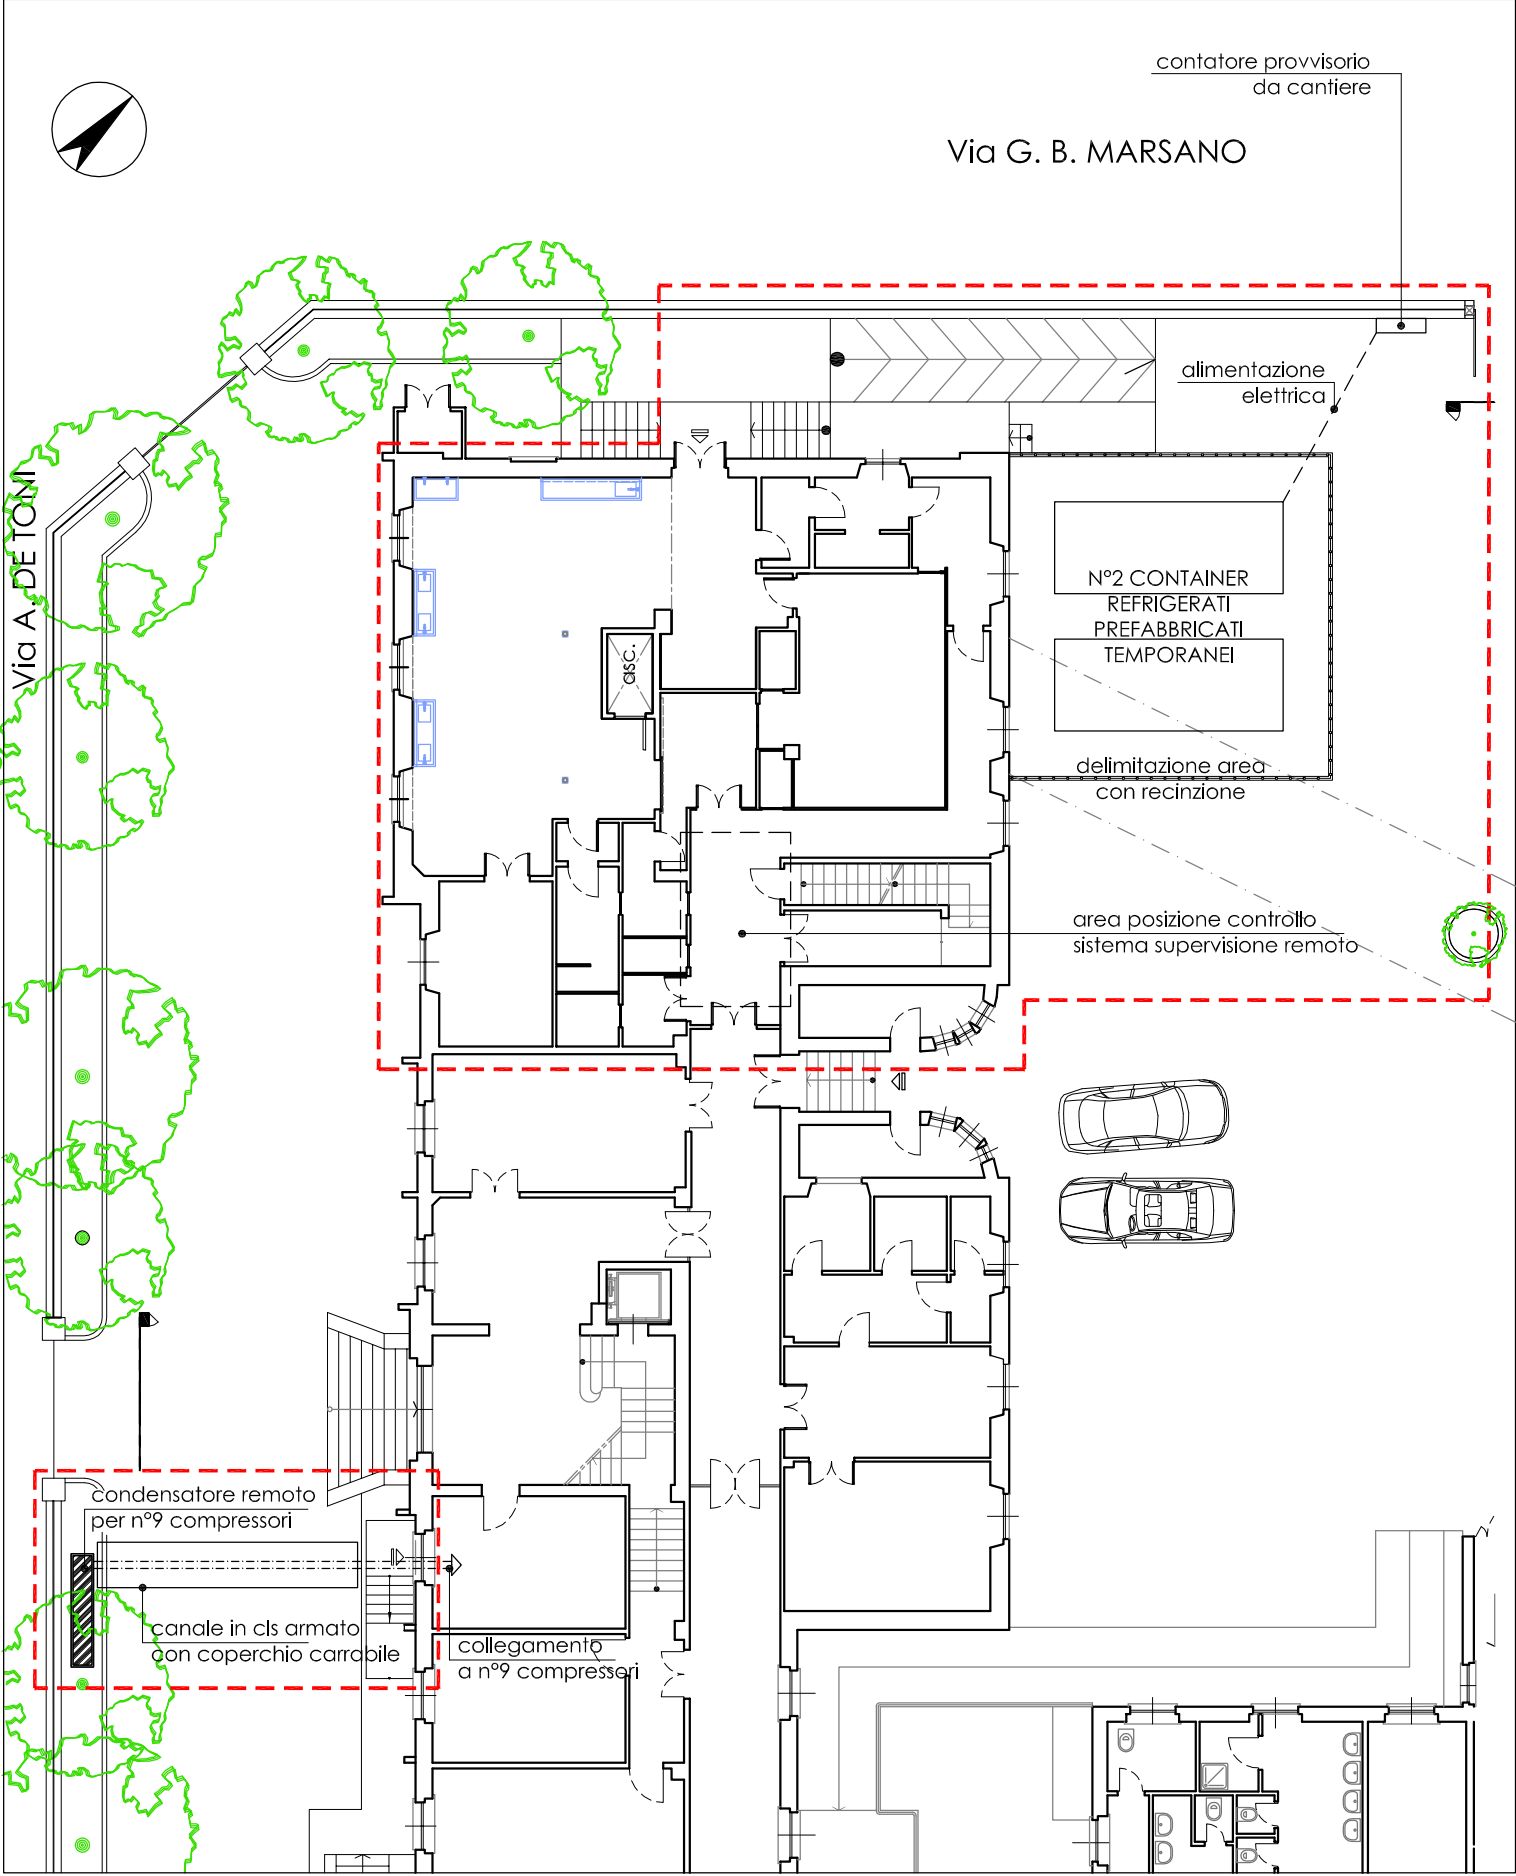 contatore provvisorio
da cantiere
Via G. B. MARSANO
alimentazione
elettrica
Via A. DE TONI
N°2 CONTAINER
REFRIGERATI
PREFABBRICATI
TEMPORANEI
asc.
delimitazione area
con recinzione
area posizione controllo
sistema supervisione remoto
condensatore remoto
per n°9 compressori
canale in cls armato
con coperchio carrabile
collegamento
a n°9 compressori